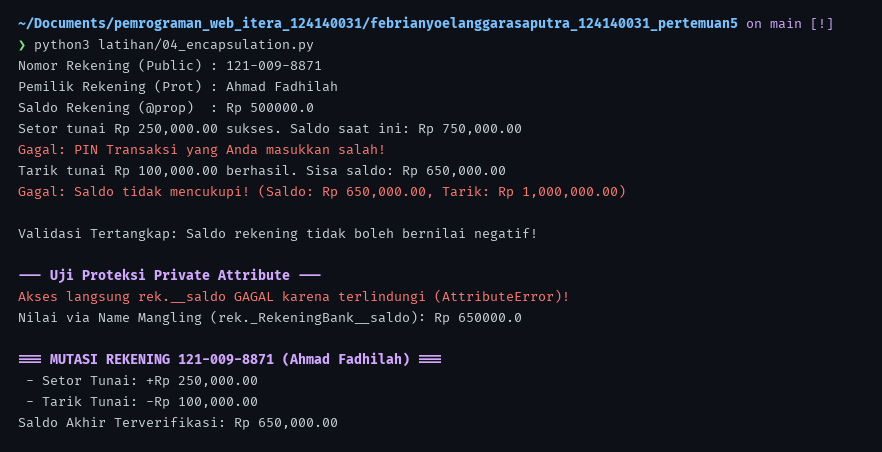 ~/Documents/pemrograman_web_itera_124140031/febrianyoelanggarasaputra_124140031_pertemuan5 on main [!]
❯ python3 latihan/04_encapsulation.py
Nomor Rekening (Public) : 121-009-8871
Pemilik Rekening (Prot) : Ahmad Fadhilah
Saldo Rekening (@prop)  : Rp 500000.0
Setor tunai Rp 250,000.00 sukses. Saldo saat ini: Rp 750,000.00
Gagal: PIN Transaksi yang Anda masukkan salah!
Tarik tunai Rp 100,000.00 berhasil. Sisa saldo: Rp 650,000.00
Gagal: Saldo tidak mencukupi! (Saldo: Rp 650,000.00, Tarik: Rp 1,000,000.00)
Validasi Tertangkap: Saldo rekening tidak boleh bernilai negatif!
--- Uji Proteksi Private Attribute ---
Akses langsung rek.__saldo GAGAL karena terlindungi (AttributeError)!
Nilai via Name Mangling (rek._RekeningBank__saldo): Rp 650000.0
=== MUTASI REKENING 121-009-8871 (Ahmad Fadhilah) ===
 - Setor Tunai: +Rp 250,000.00
 - Tarik Tunai: -Rp 100,000.00
Saldo Akhir Terverifikasi: Rp 650,000.00